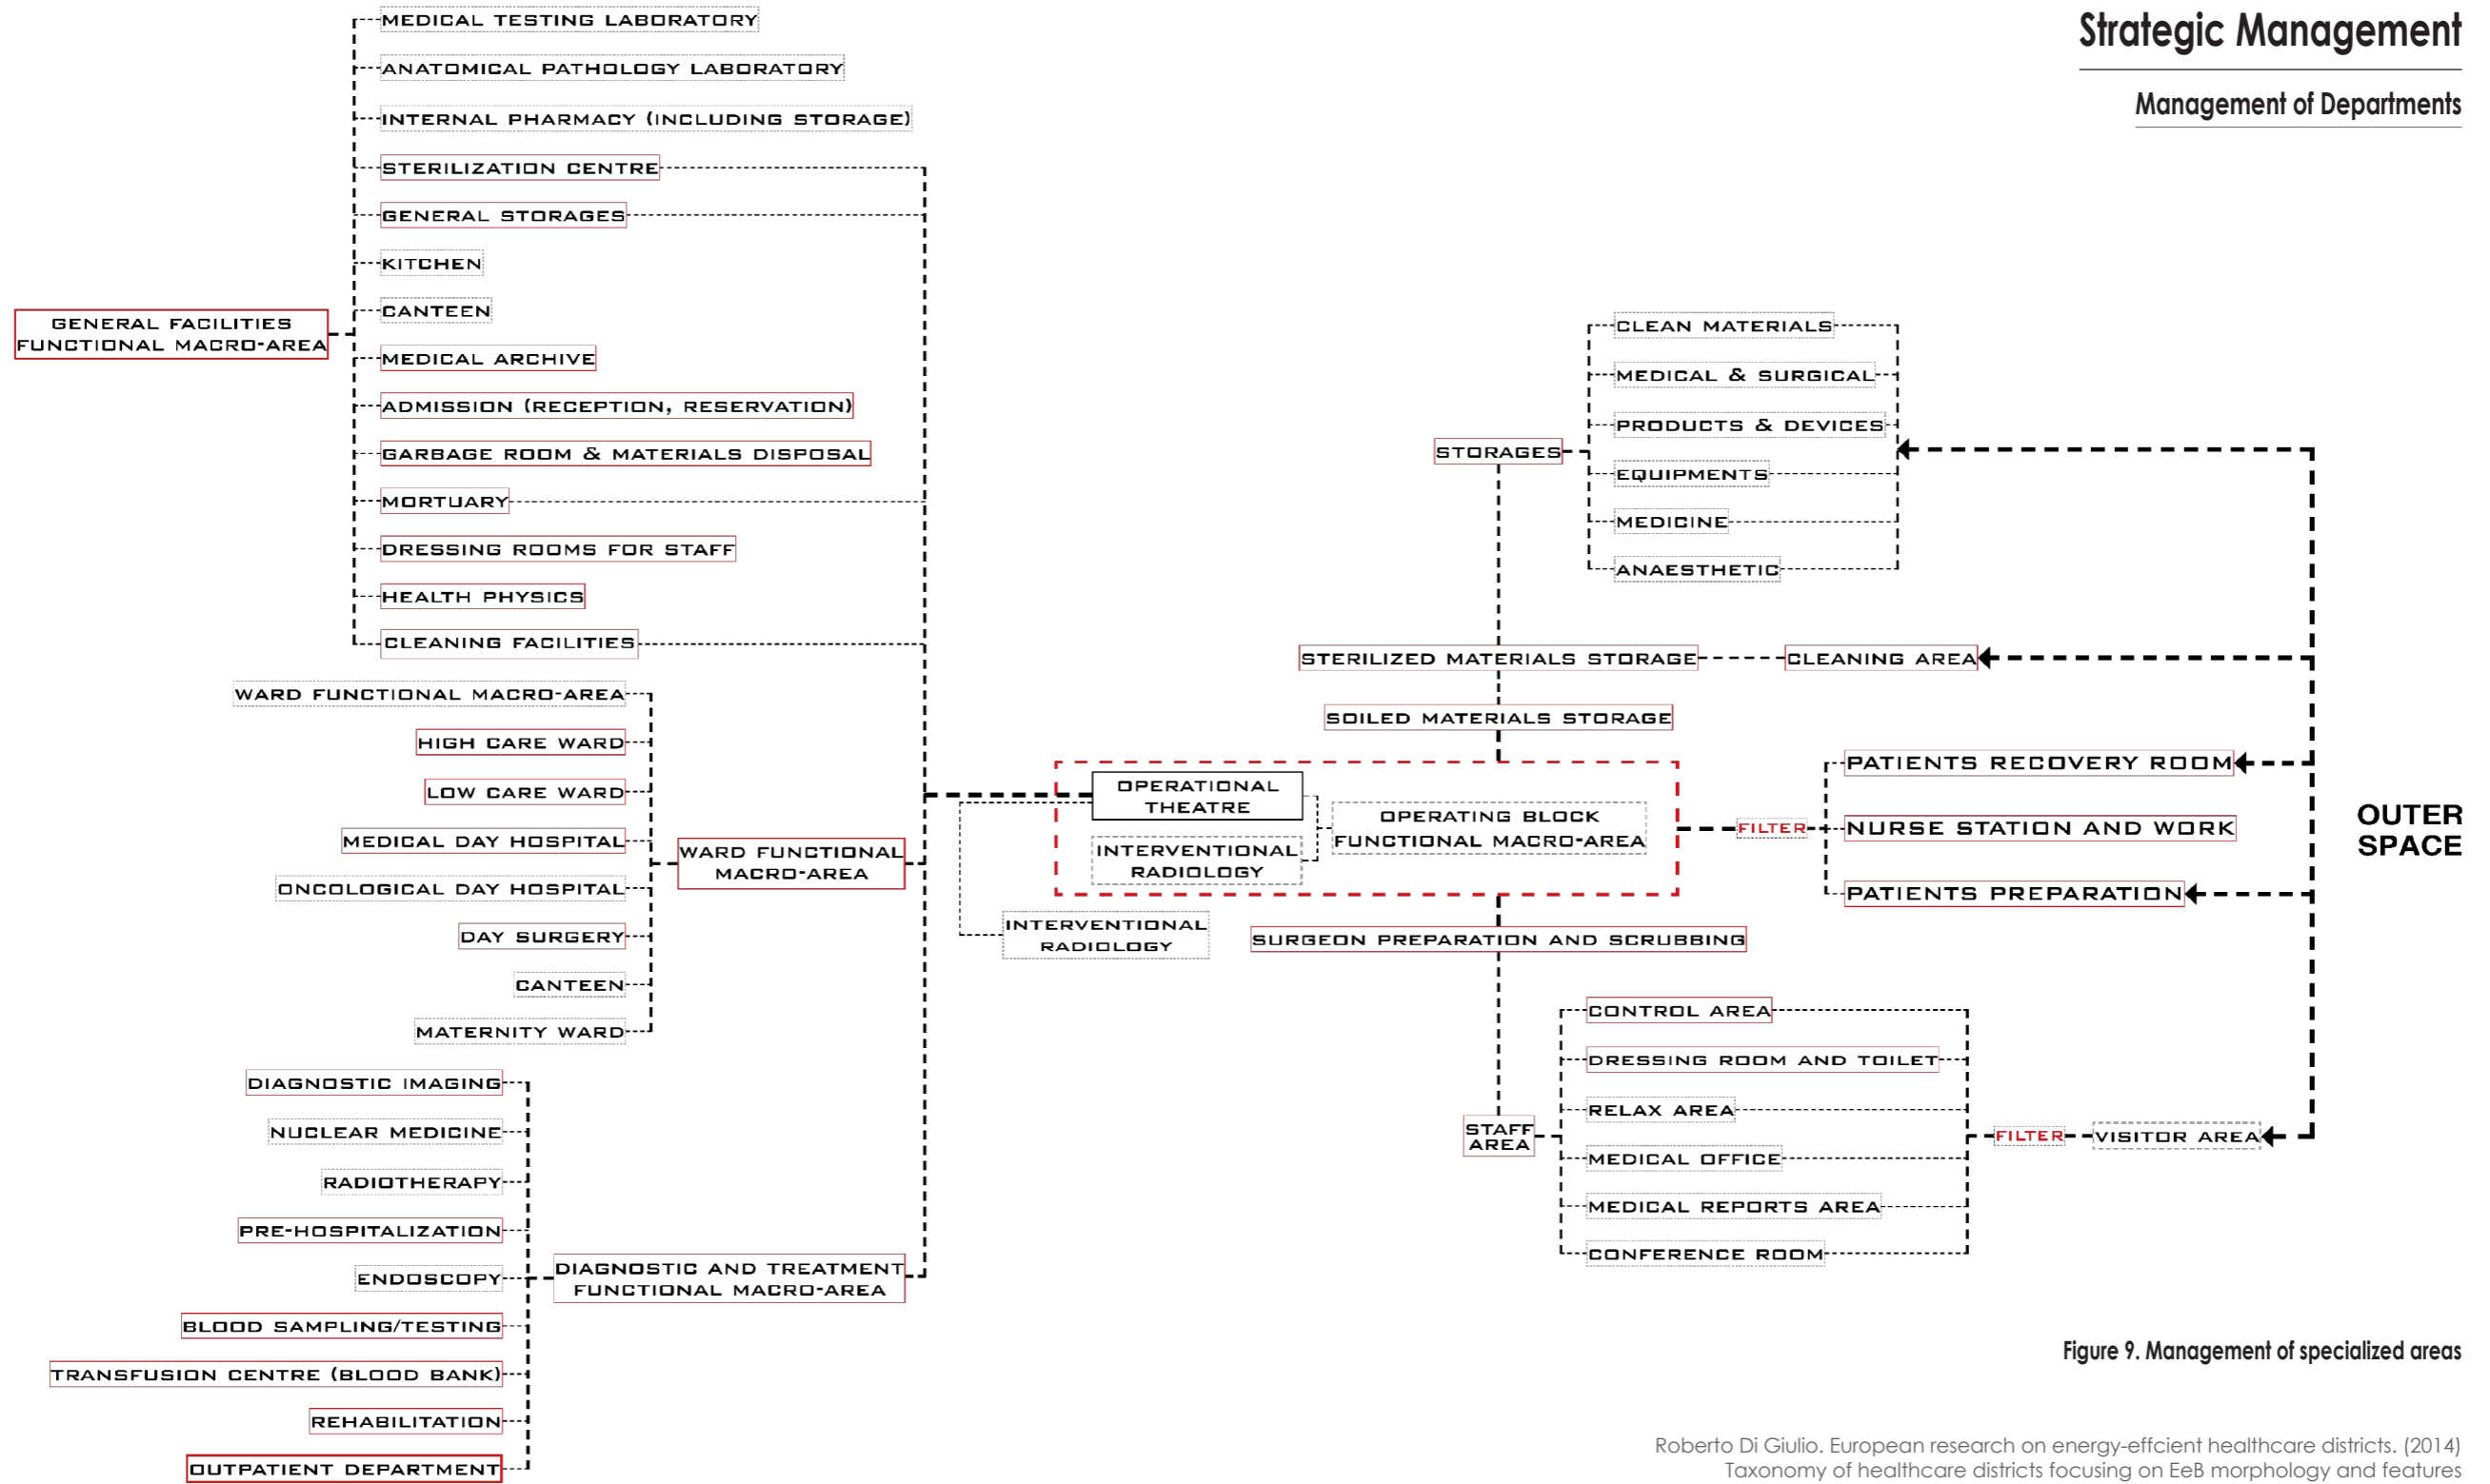 Strategic Management
Management of Departments
MEDICAL TESTING LABORATORY
ANATOMICAL PATHOLOGY LABORATORY
INTERNAL PHARMACY (INCLUDING STORAGE)
STERILIZATION CENTRE
GENERAL STORAGES
KITCHEN
CANTEEN
GENERAL FACILITIES
FUNCTIONAL MACRO-AREA
MEDICAL ARCHIVE
ADMISSION (RECEPTION, RESERVATION)
GARBAGE ROOM & MATERIALS DISPOSAL
MORTUARY
DRESSING ROOMS FOR STAFF
HEALTH PHYSICS
CLEANING FACILITIES
WARD FUNCTIONAL MACRO-AREA
HIGH CARE WARD
LOW CARE WARD
MEDICAL DAY HOSPITAL
ONCOLOGICAL DAY HOSPITAL
DAY SURGERY
CANTEEN
MATERNITY WARD
WARD FUNCTIONAL
MACRO-AREA
DIAGNOSTIC IMAGING
NUCLEAR MEDICINE
RADIOTHERAPY
PRE-HOSPITALIZATION
ENDOSCOPY
BLOOD SAMPLING/TESTING
TRANSFUSION CENTRE (BLOOD BANK)
REHABILITATION
OUTPATIENT DEPARTMENT
DIAGNOSTIC AND TREATMENT
FUNCTIONAL MACRO-AREA
CLEAN MATERIALS
MEDICAL & SURGICAL
PRODUCTS & DEVICES
STORAGES
EQUIPMENTS
MEDICINE
ANAESTHETIC
STERILIZED MATERIALS STORAGE
CLEANING AREA
SOILED MATERIALS STORAGE
OPERATIONAL
THEATRE
INTERVENTIONAL
RADIOLOGY
OPERATING BLOCK
FUNCTIONAL MACRO-AREA
INTERVENTIONAL
RADIOLOGY
FILTER
PATIENTS RECOVERY ROOM
NURSE STATION AND WORK
PATIENTS PREPARATION
OUTER
SPACE
SURGEON PREPARATION AND SCRUBBING
CONTROL AREA
DRESSING ROOM AND TOILET
RELAX AREA
STAFF
AREA
MEDICAL OFFICE
MEDICAL REPORTS AREA
CONFERENCE ROOM
FILTER
VISITOR AREA
Figure 9. Management of specialized areas
Roberto Di Giulio. European research on energy-effcient healthcare districts. (2014)
Taxonomy of healthcare districts focusing on EeB morphology and features